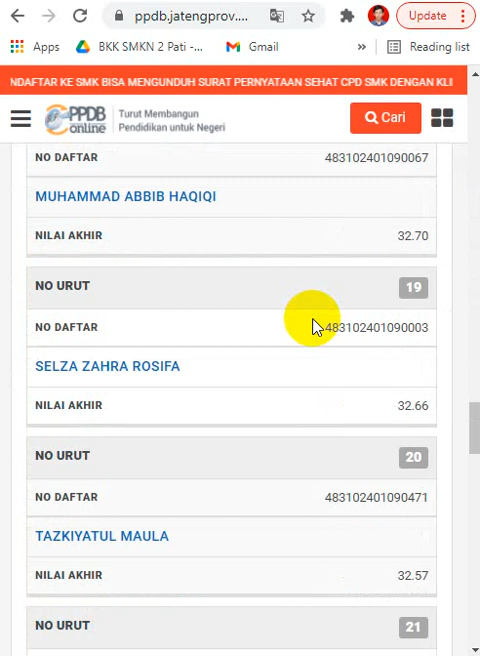 ppdb.jatengprov....
Update
Apps
BKK SMKN 2 Pati -...
Gmail
»
Reading list
NDAFTAR KE SMK BISA MENGUNDUH SURAT PERNYATAAN SEHAT CPD SMK DENGAN KLI
PPDB online
Turut Membangun
Pendidikan untuk Negeri
Cari
NO DAFTAR 483102401090067
MUHAMMAD ABBIB HAQIQI
NILAI AKHIR 32.70
NO URUT 19
NO DAFTAR 483102401090003
SELZA ZAHRA ROSIFA
NILAI AKHIR 32.66
NO URUT 20
NO DAFTAR 483102401090471
TAZKIYATUL MAULA
NILAI AKHIR 32.57
NO URUT 21